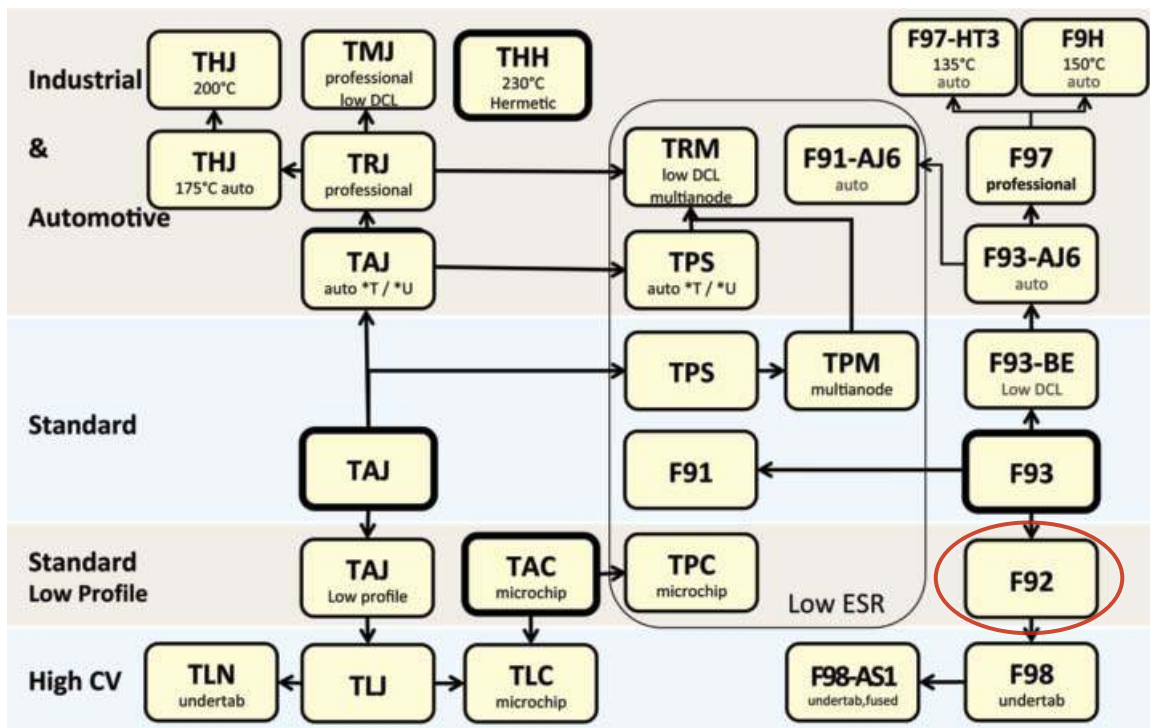 Industrial
&
Automotive
THJ
200°C
TMJ
professional
low DCL
THH
230°C
Hermetic
F97-HT3
135°C
auto
F9H
150°C
auto
THJ
175°C auto
TRJ
professional
TRM
low DCL
multianode
F91-AJ6
auto
F97
professional
TAJ
auto *T / *U
TPS
auto *T / *U
F93-AJ6
auto
Standard
TPS
TPM
multianode
F93-BE
Low DCL
TAJ
F91
F93
Standard
Low Profile
TAJ
Low profile
TAC
microchip
TPC
microchip
Low ESR
F92
High CV
TLN
undertab
TLJ
TLC
microchip
F98-AS1
undertab,fused
F98
undertab